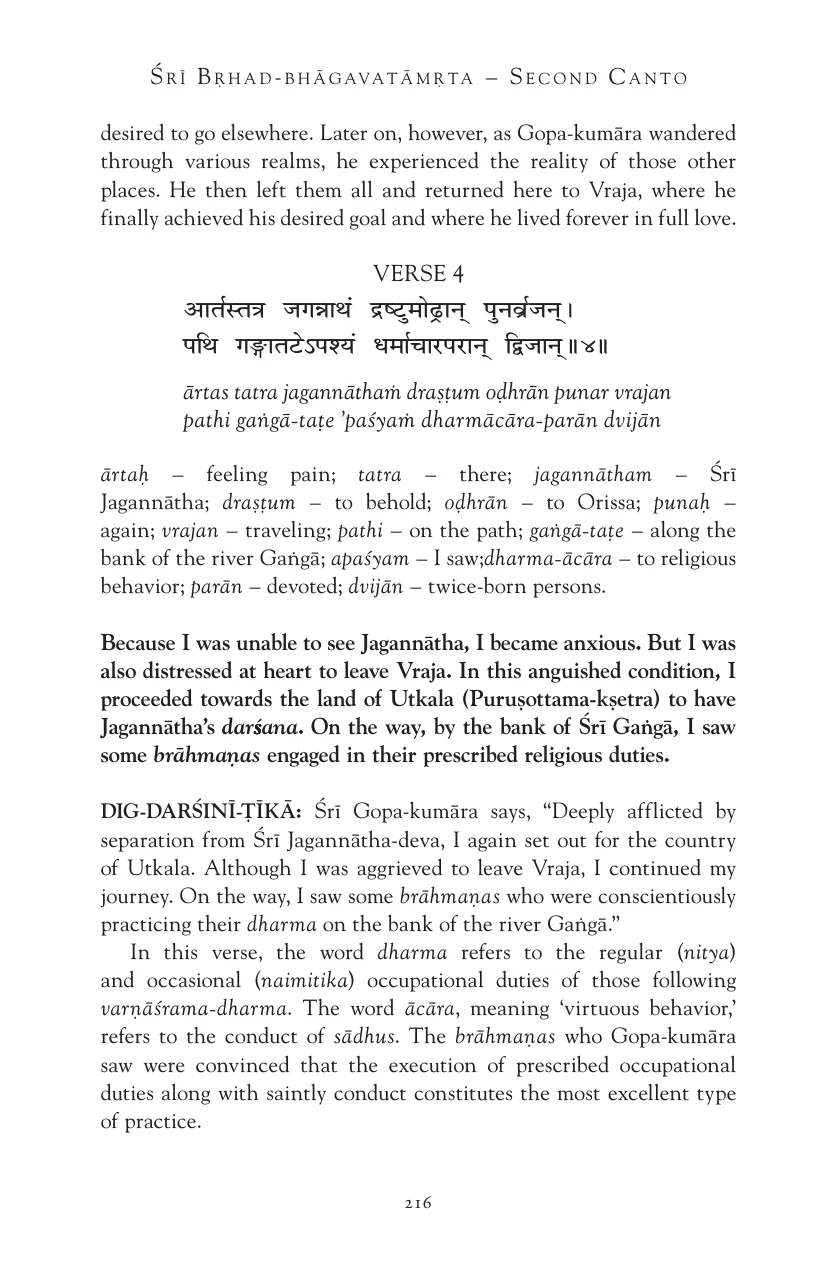 Śrī Bṛhad-bhāgavatāmṛta – Second Canto
desired to go elsewhere. Later on, however, as Gopa-kumāra wandered
through various realms, he experienced the reality of those other
places. He then left them all and returned here to Vraja, where he
finally achieved his desired goal and where he lived forever in full love.
VERSE 4
आर्तस्तत्र जगन्नाथं द्रष्टुमोढ्रान् पुनर्व्रजन्।
पथि गङ्गातटेऽपश्यं धर्माचारपरान् द्विजान्॥४॥
ārtas tatra jagannāthaṁ draṣṭum oḍhrān punar vrajan
pathi gaṅgā-taṭe ’paśyaṁ dharmācāra-parān dvijān
ārtaḥ – feeling pain; tatra – there; jagannātham – Śrī
Jagannātha; draṣṭum – to behold; oḍhrān – to Orissa; punaḥ –
again; vrajan – traveling; pathi – on the path; gaṅgā-taṭe – along the
bank of the river Gaṅgā; apaśyam – I saw;dharma-ācāra – to religious
behavior; parān – devoted; dvijān – twice-born persons.
Because I was unable to see Jagannātha, I became anxious. But I was
also distressed at heart to leave Vraja. In this anguished condition, I
proceeded towards the land of Utkala (Puruṣottama-kṣetra) to have
Jagannātha’s darśana. On the way, by the bank of Śrī Gaṅgā, I saw
some brāhmaṇas engaged in their prescribed religious duties.
DIG-DARŚINĪ-ṬĪKĀ: Śrī Gopa-kumāra says, “Deeply afflicted by
separation from Śrī Jagannātha-deva, I again set out for the country
of Utkala. Although I was aggrieved to leave Vraja, I continued my
journey. On the way, I saw some brāhmaṇas who were conscientiously
practicing their dharma on the bank of the river Gaṅgā.”
In this verse, the word dharma refers to the regular (nitya)
and occasional (naimitika) occupational duties of those following
varṇāśrama-dharma. The word ācāra, meaning ‘virtuous behavior,’
refers to the conduct of sādhus. The brāhmaṇas who Gopa-kumāra
saw were convinced that the execution of prescribed occupational
duties along with saintly conduct constitutes the most excellent type
of practice.
216